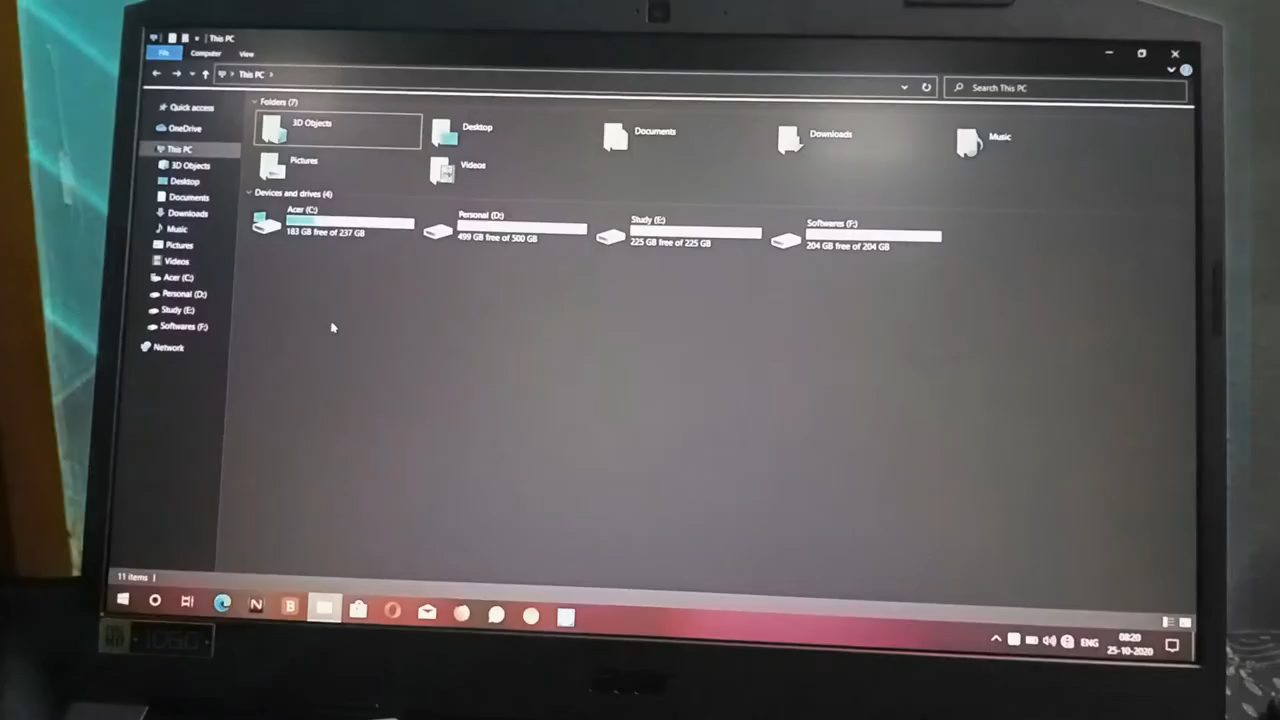 This PC
File Computer View
This PC
Search This PC
Quick access
OneDrive
This PC
3D Objects
Desktop
Documents
Downloads
Music
Pictures
Videos
Acer (C:)
Personal (D:)
Study (E:)
Softwares (F:)
Network
Folders (7)
3D Objects
Desktop
Documents
Downloads
Music
Pictures
Videos
Devices and drives (4)
Acer (C:)
183 GB free of 237 GB
Personal (D:)
499 GB free of 500 GB
Study (E:)
225 GB free of 225 GB
Softwares (F:)
204 GB free of 204 GB
11 items
N B
ENG
08:20
25-10-2020
1080